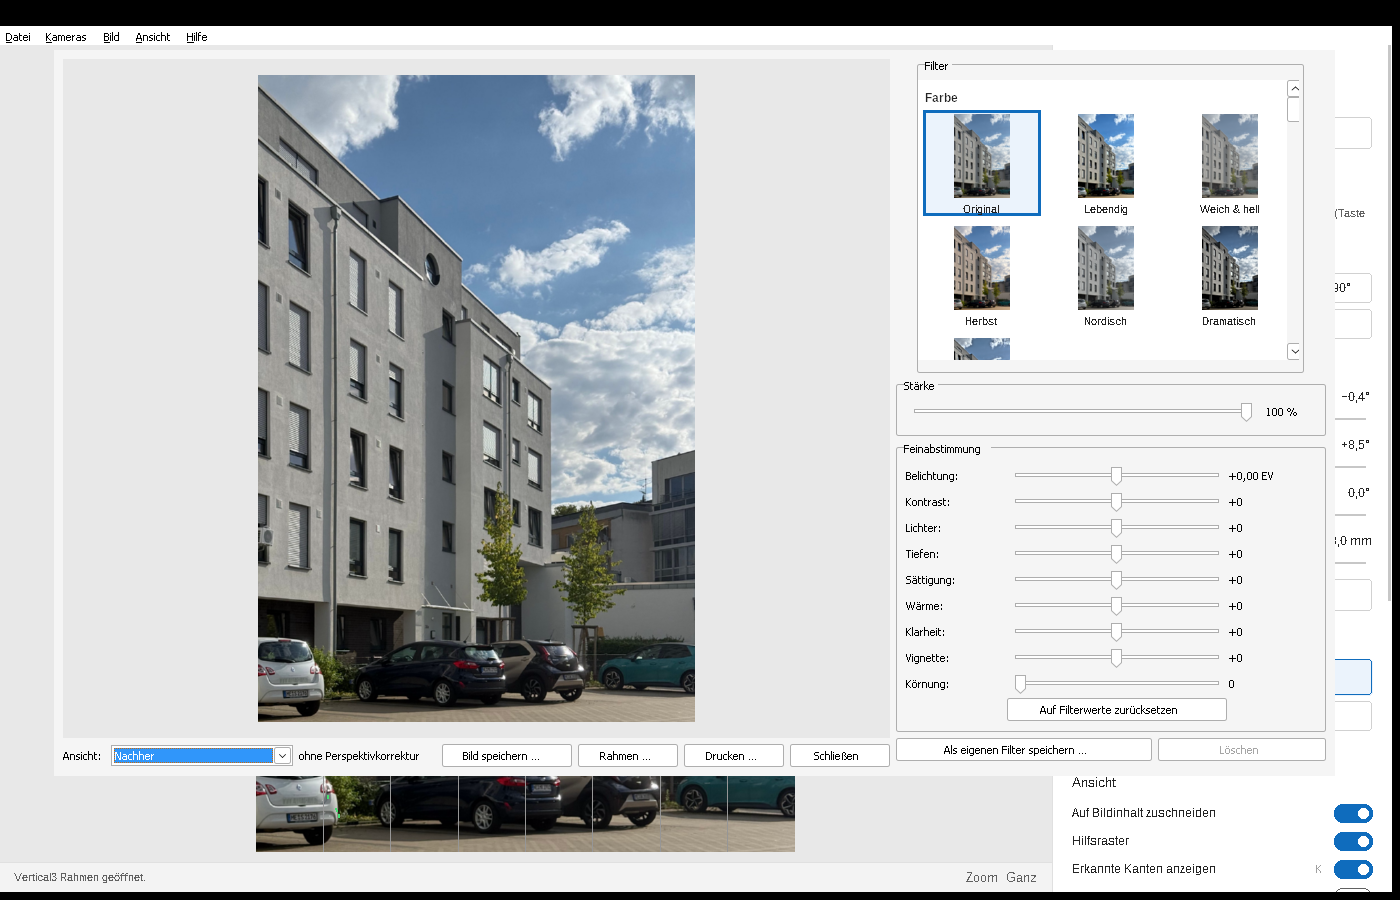 Datei Kameras Bild Ansicht Hilfe
Filter
Farbe
Original Lebendig Weich & hell
Herbst Nordisch Dramatisch
(Taste
90°
Stärke
100 %
−0,4°
Feinabstimmung
+8,5°
Belichtung: +0,00 EV
0,0°
Kontrast: +0
Lichter: +0
,0 mm
Tiefen: +0
Sättigung: +0
Wärme: +0
Klarheit: +0
Vignette: +0
Körnung: 0
Auf Filterwerte zurücksetzen
Ansicht: Nachher ohne Perspektivkorrektur Bild speichern ... Rahmen ... Drucken ... Schließen
Als eigenen Filter speichern ... Löschen
Ansicht
Auf Bildinhalt zuschneiden
Hilfsraster
Erkannte Kanten anzeigen K
Vertical3 Rahmen geöffnet. Zoom Ganz